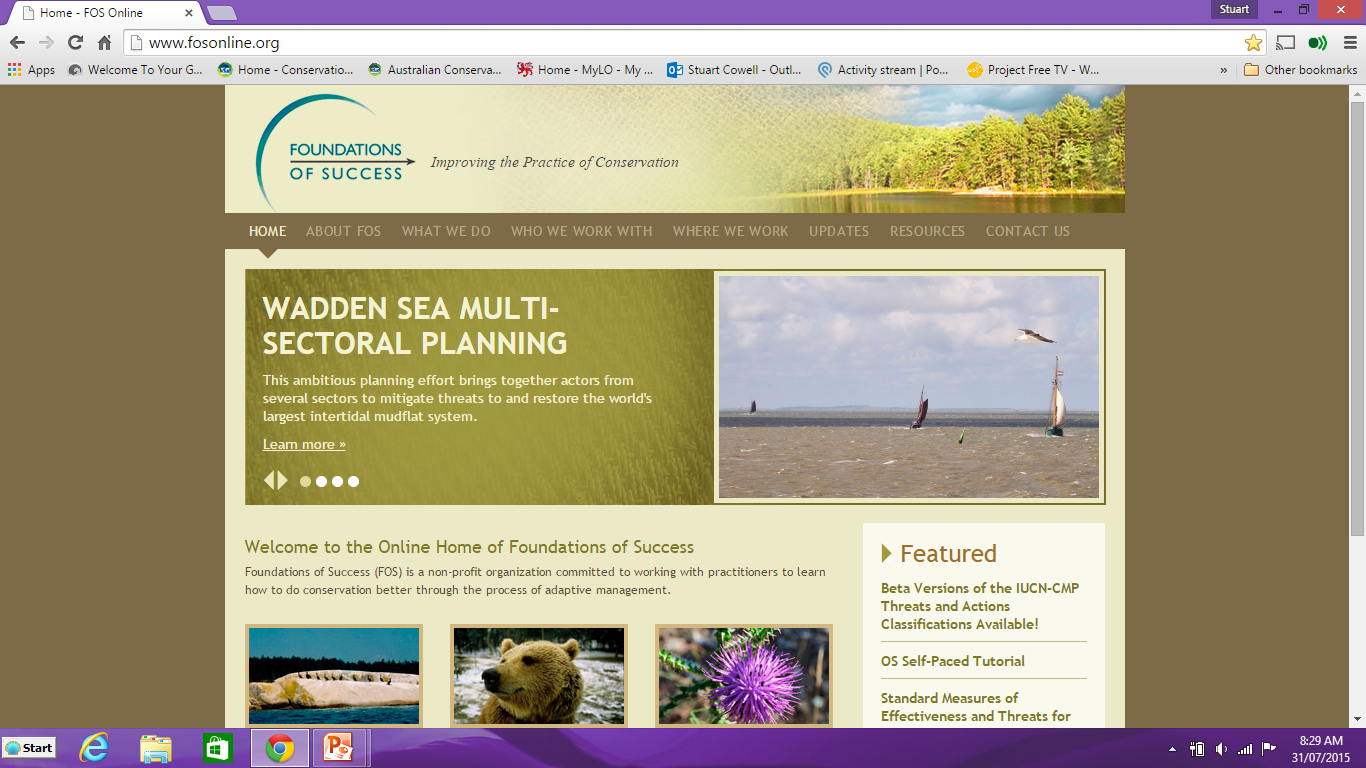 Home - FOS Online
Stuart
www.fosonline.org
Apps
Welcome To Your G...
Home - Conservatio...
Australian Conserva...
Home - MyLO - My ...
Stuart Cowell - Outl...
Activity stream | Po...
Project Free TV - W...
»
Other bookmarks
FOUNDATIONS
OF SUCCESS
Improving the Practice of Conservation
HOME
ABOUT FOS
WHAT WE DO
WHO WE WORK WITH
WHERE WE WORK
UPDATES
RESOURCES
CONTACT US
WADDEN SEA MULTI-
SECTORAL PLANNING
This ambitious planning effort brings together actors from
several sectors to mitigate threats to and restore the world's
largest intertidal mudflat system.
Learn more »
Welcome to the Online Home of Foundations of Success
Foundations of Success (FOS) is a non-profit organization committed to working with practitioners to learn
how to do conservation better through the process of adaptive management.
Featured
Beta Versions of the IUCN-CMP
Threats and Actions
Classifications Available!
OS Self-Paced Tutorial
Standard Measures of
Effectiveness and Threats for
Start
8:29 AM
31/07/2015